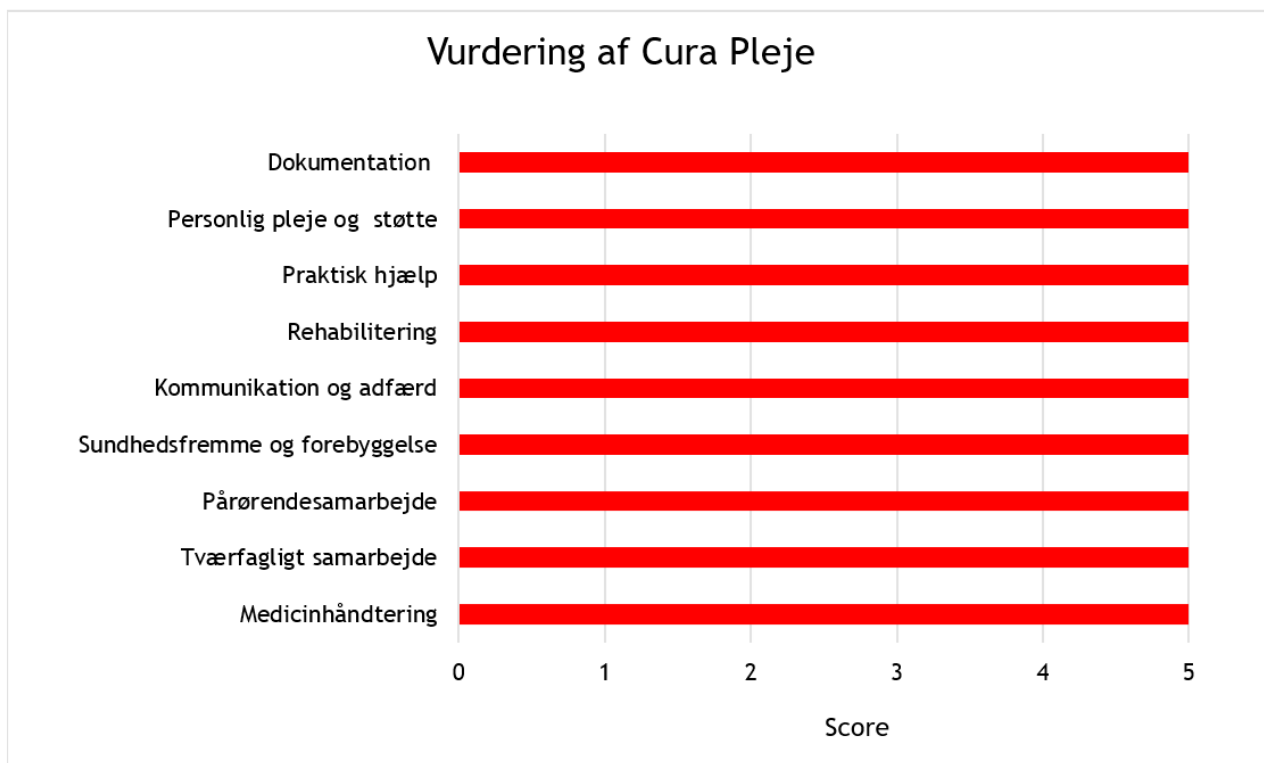 Vurdering af Cura Pleje
Dokumentation
Personlig pleje og  støtte
Praktisk hjælp
Rehabilitering
Kommunikation og adfærd
Sundhedsfremme og forebyggelse
Pårørendesamarbejde
Tværfagligt samarbejde
Medicinhåndtering
0 1 2 3 4 5
Score